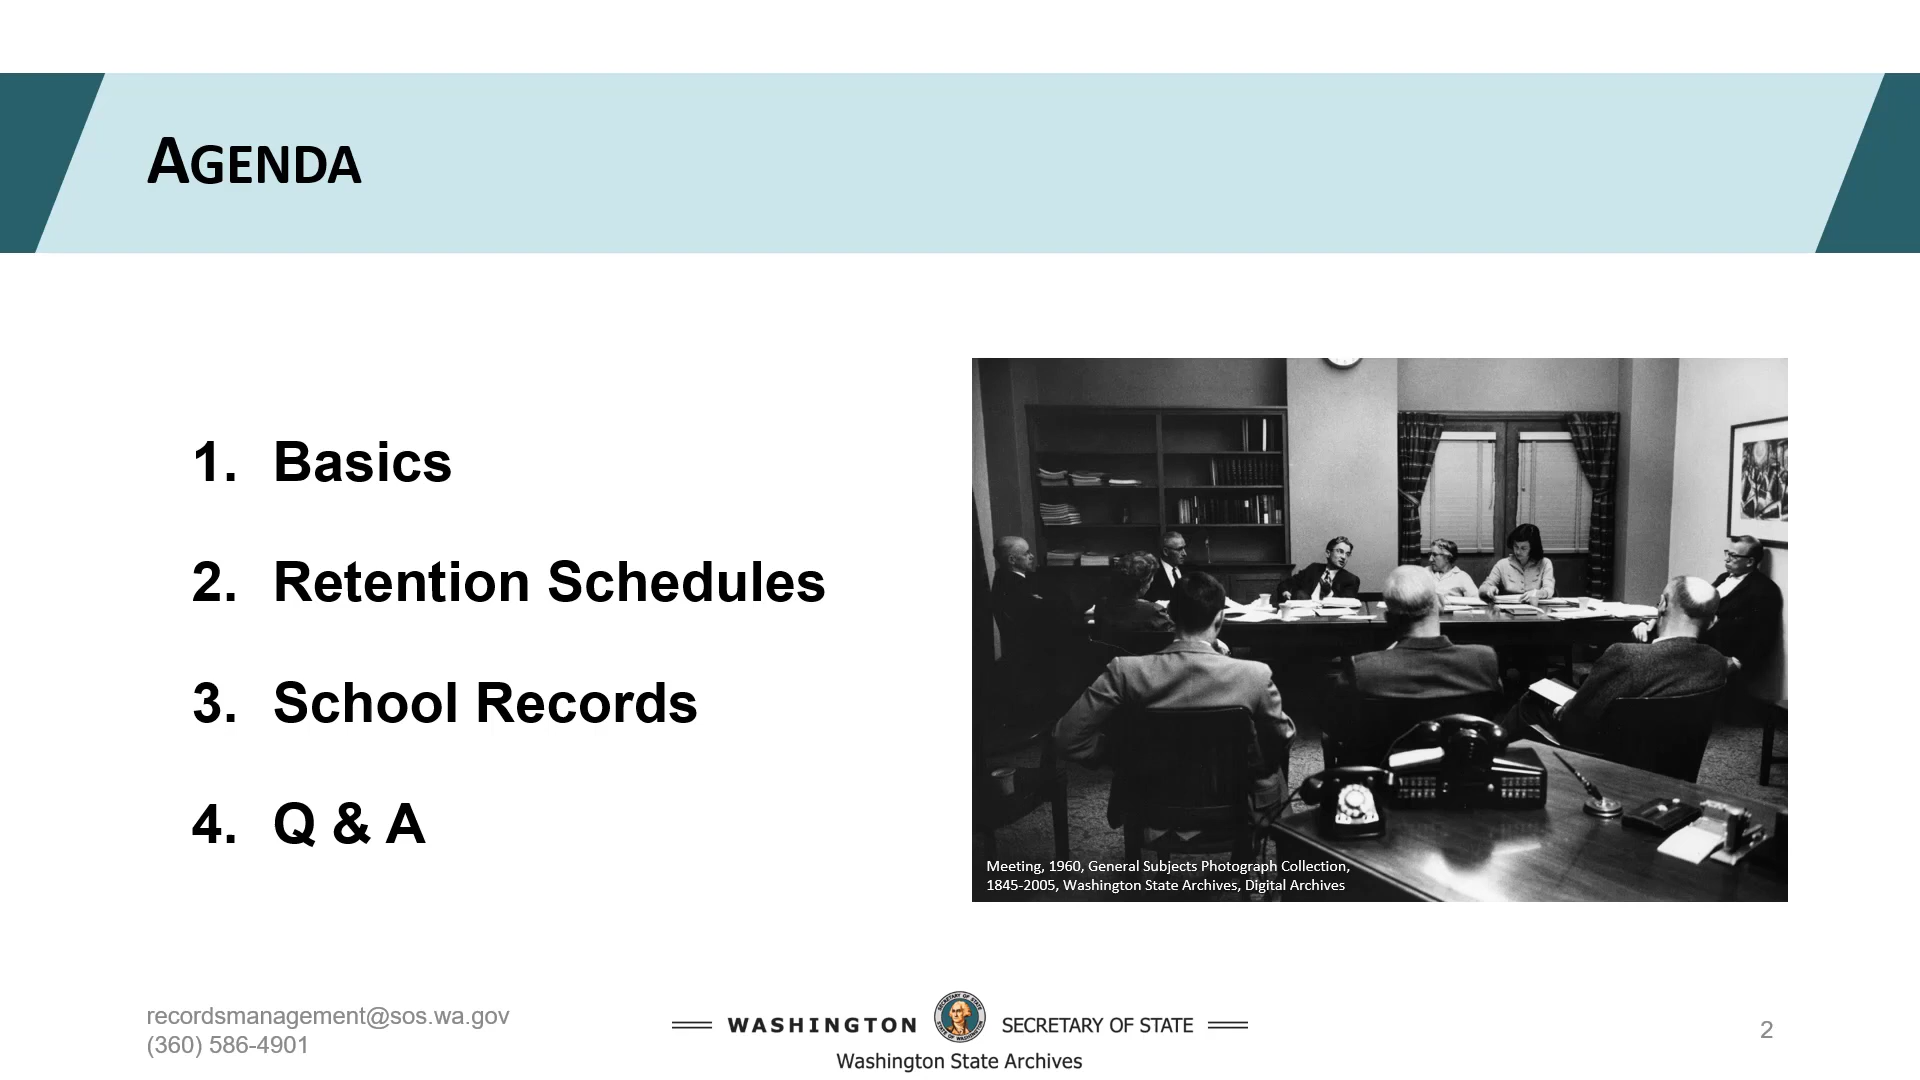 AGENDA
1. Basics
2. Retention Schedules
3. School Records
4. Q & A
Meeting, 1960, General Subjects Photograph Collection,
1845-2005, Washington State Archives, Digital Archives
recordsmanagement@sos.wa.gov
(360) 586-4901
WASHINGTON SECRETARY OF STATE
Washington State Archives
2